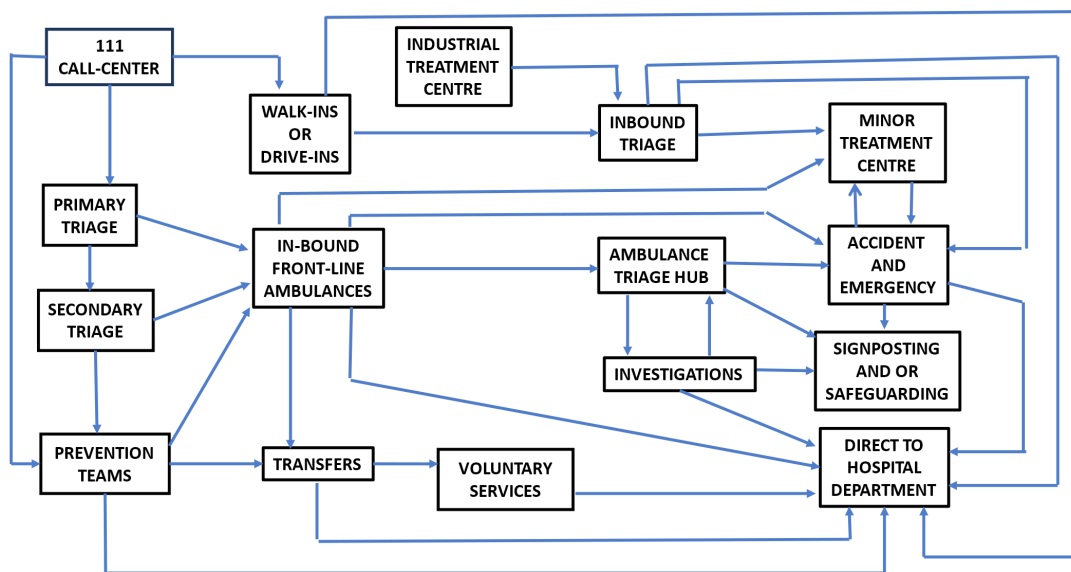 111
CALL-CENTER
INDUSTRIAL
TREATMENT
CENTRE
WALK-INS
OR
DRIVE-INS
INBOUND
TRIAGE
MINOR
TREATMENT
CENTRE
PRIMARY
TRIAGE
IN-BOUND
FRONT-LINE
AMBULANCES
AMBULANCE
TRIAGE HUB
ACCIDENT
AND
EMERGENCY
SECONDARY
TRIAGE
INVESTIGATIONS
SIGNPOSTING
AND OR
SAFEGUARDING
PREVENTION
TEAMS
TRANSFERS
VOLUNTARY
SERVICES
DIRECT TO
HOSPITAL
DEPARTMENT